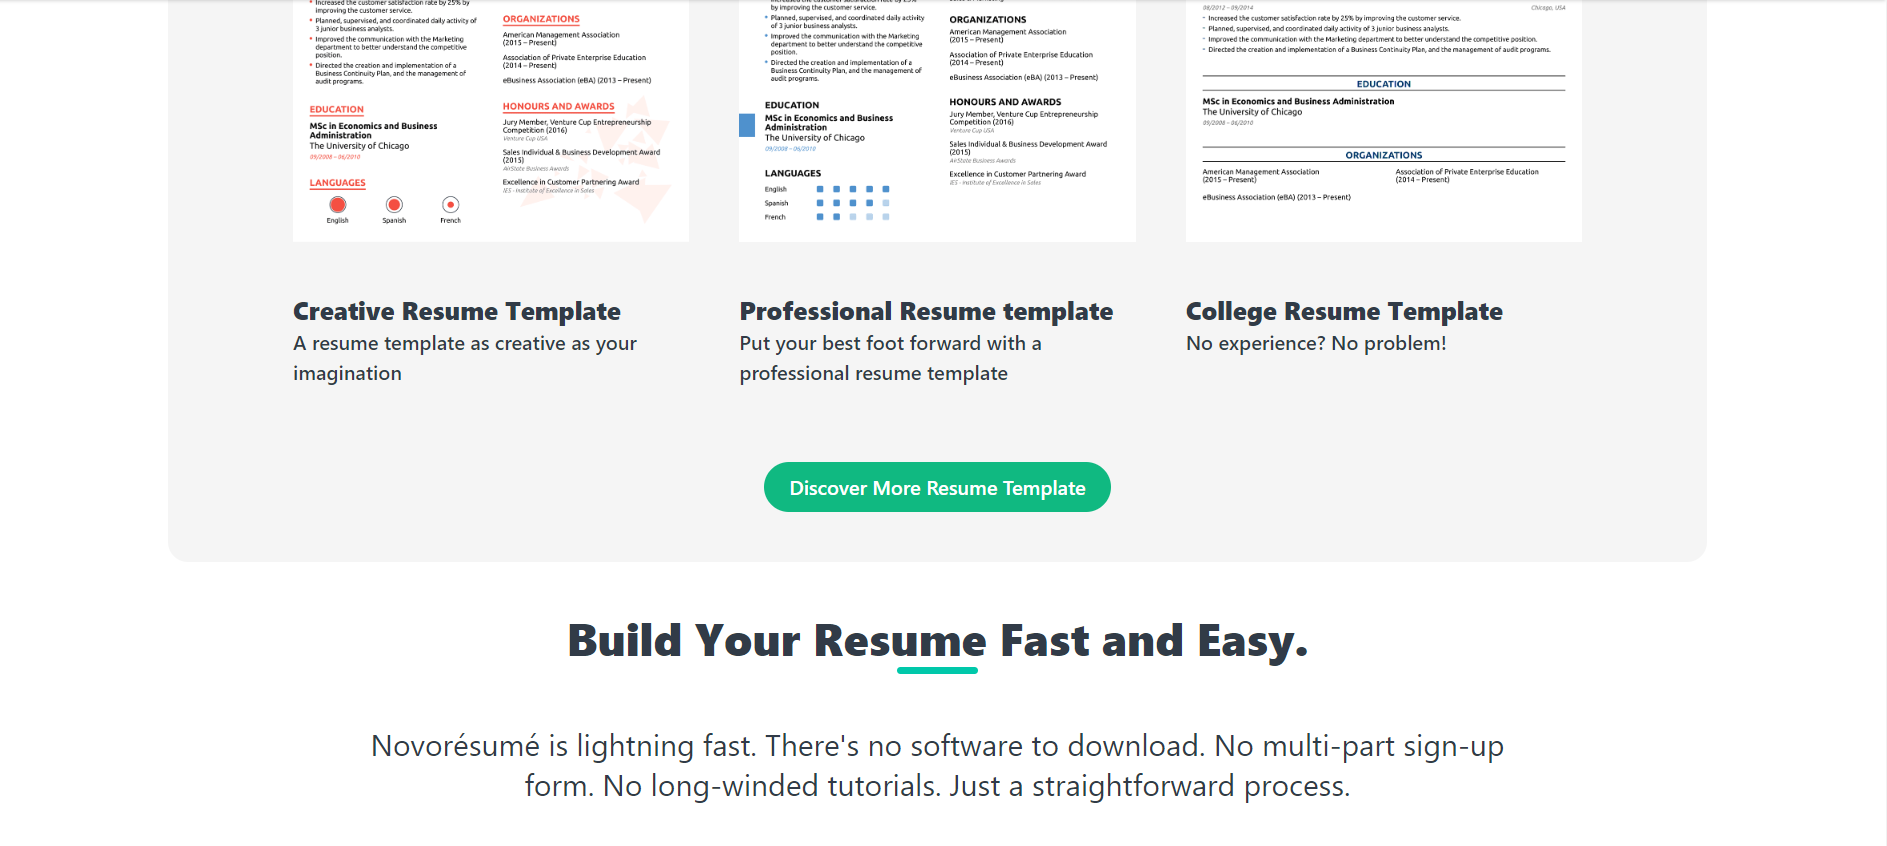 Increased the customer satisfaction rate by 25% by
improving the customer service.
Planned, supervised, and coordinated daily activity of
3 junior business analysts.
Improved the communication with the Marketing
department to better understand the competitive
position.
Directed the creation and implementation of a
Business Continuity Plan, and the management of
audit programs.
EDUCATION
MSc in Economics and Business
Administration
The University of Chicago
09/2008 – 06/2010
LANGUAGES
English Spanish French
ORGANIZATIONS
American Management Association
(2015 – Present)
Association of Private Enterprise Education
(2014 – Present)
eBusiness Association (eBA) (2013 – Present)
HONOURS AND AWARDS
Jury Member, Venture Cup Entrepreneurship
Competition (2016)
Venture Cup USA
Sales Individual & Business Development Award
(2015)
AirState Business Awards
Excellence in Customer Partnering Award
IES - Institute of Excellence in Sales
by improving the customer service.
Planned, supervised, and coordinated daily activity
of 3 junior business analysts.
Improved the communication with the Marketing
department to better understand the competitive
position.
Directed the creation and implementation of a
Business Continuity Plan, and the management of
audit programs.
EDUCATION
MSc in Economics and Business
Administration
The University of Chicago
09/2008 – 06/2010
LANGUAGES
English
Spanish
French
ORGANIZATIONS
American Management Association
(2015 – Present)
Association of Private Enterprise Education
(2014 – Present)
eBusiness Association (eBA) (2013 – Present)
HONOURS AND AWARDS
Jury Member, Venture Cup Entrepreneurship
Competition (2016)
Venture Cup USA
Sales Individual & Business Development Award
(2015)
AirState Business Awards
Excellence in Customer Partnering Award
IES - Institute of Excellence in Sales
08/2012 – 09/2014 Chicago, USA
- Increased the customer satisfaction rate by 25% by improving the customer service.
- Planned, supervised, and coordinated daily activity of 3 junior business analysts.
- Improved the communication with the Marketing department to better understand the competitive position.
- Directed the creation and implementation of a Business Continuity Plan, and the management of audit programs.
EDUCATION
MSc in Economics and Business Administration
The University of Chicago
09/2008 – 06/2010
ORGANIZATIONS
American Management Association
(2015 – Present)
Association of Private Enterprise Education
(2014 – Present)
eBusiness Association (eBA) (2013 – Present)
Creative Resume Template
A resume template as creative as your
imagination
Professional Resume template
Put your best foot forward with a
professional resume template
College Resume Template
No experience? No problem!
Discover More Resume Template
Build Your Resume Fast and Easy.
Novorésumé is lightning fast. There's no software to download. No multi-part sign-up
form. No long-winded tutorials. Just a straightforward process.